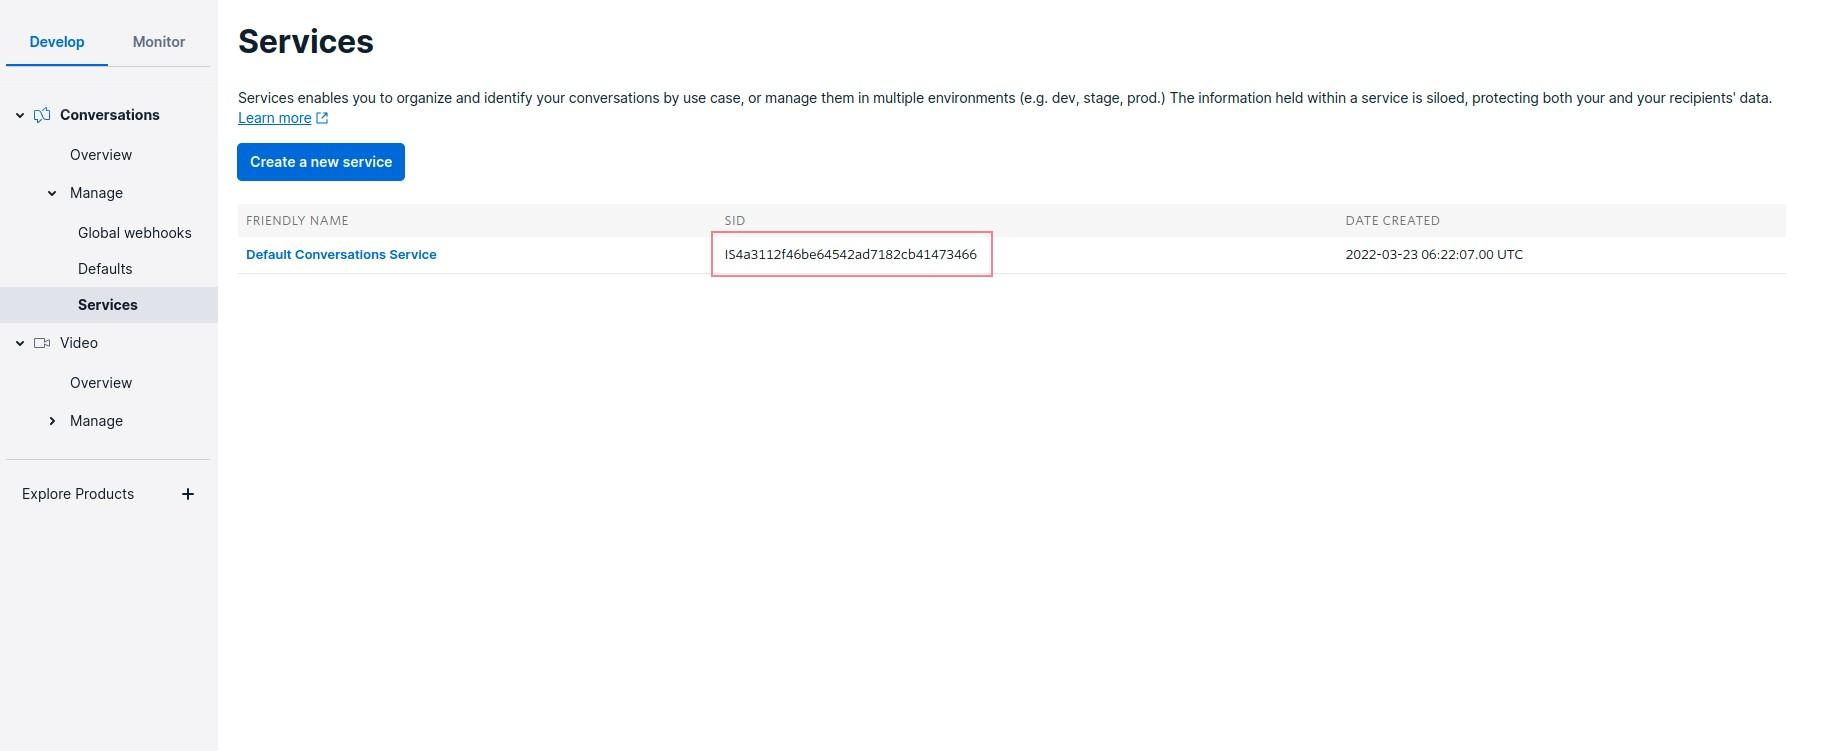 Develop
Monitor
Conversations
Overview
Manage
Global webhooks
Defaults
Services
Video
Overview
Manage
Explore Products
Services
Services enables you to organize and identify your conversations by use case, or manage them in multiple environments (e.g. dev, stage, prod.) The information held within a service is siloed, protecting both your and your recipients' data.
Learn more
Create a new service
FRIENDLY NAME SID DATE CREATED
Default Conversations Service IS4a3112f46be64542ad7182cb41473466 2022-03-23 06:22:07.00 UTC